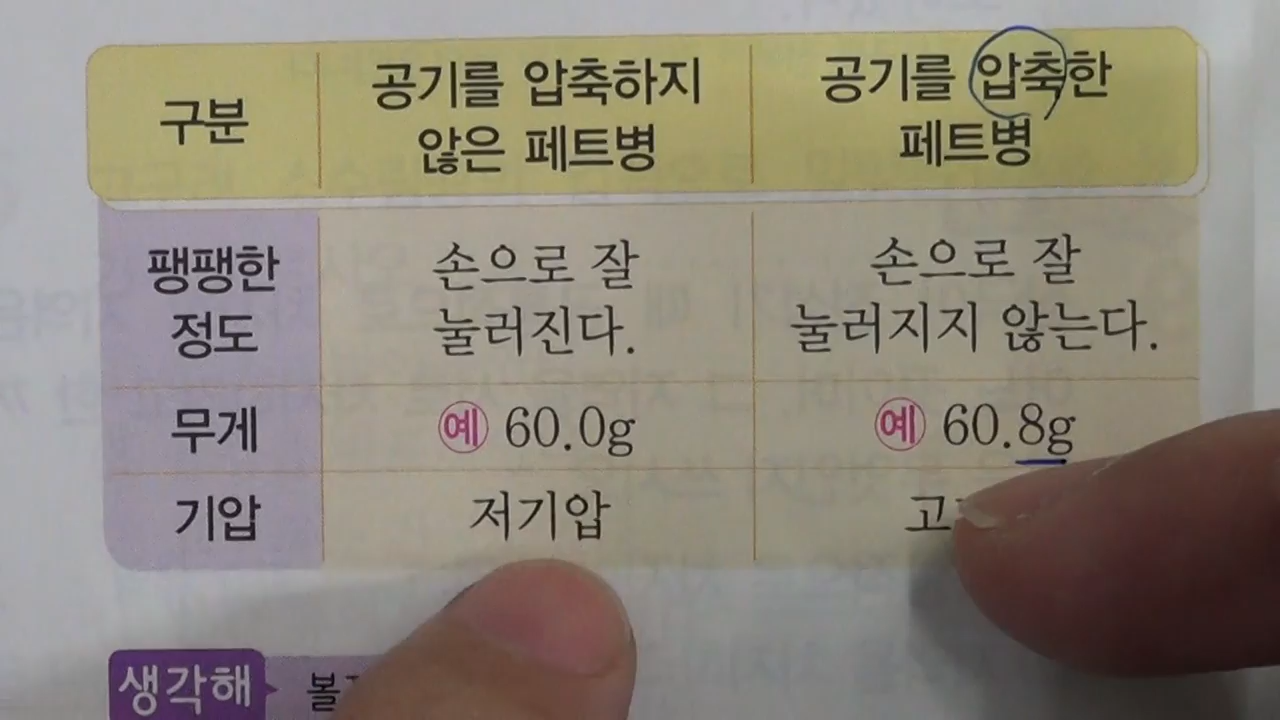 구분 공기를 압축하지 공기를 압축한
않은 페트병 페트병
팽팽한 손으로 잘 손으로 잘
정도 눌러진다. 눌러지지 않는다.
무게 예 60.0g 예 60.8g
기압 저기압 고
생각해